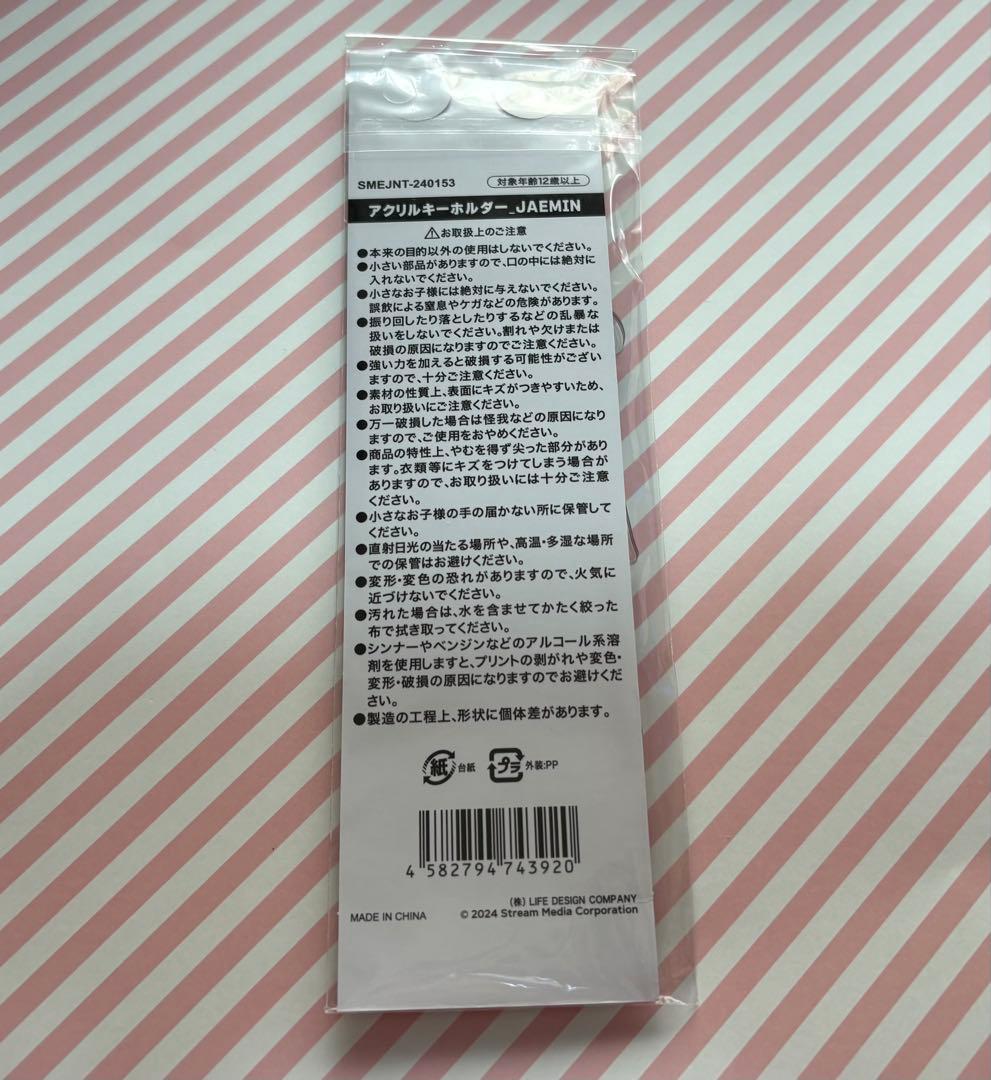 SMEJNT-240153
対象年齢12歳以上
アクリルキーホルダー_JAEMIN
⚠お取扱上のご注意
●本来の目的以外の使用はしないでください。
●小さい部品がありますので、口の中には絶対に
入れないでください。
●小さなお子様には絶対に与えないでください。
誤飲による窒息やケガなどの危険があります。
●振り回したり落としたりするなどの乱暴な
扱いをしないでください。割れや欠けまたは
破損の原因になりますのでご注意ください。
●強い力を加えると破損する可能性がござい
ますので、十分ご注意ください。
●素材の性質上、表面にキズがつきやすいため、
お取り扱いにご注意ください。
●万一破損した場合は怪我などの原因になり
ますので、ご使用をおやめください。
●商品の特性上、やむを得ず尖った部分があり
ます。衣類等にキズをつけてしまう場合が
ありますので、お取り扱いには十分ご注意
ください。
●小さなお子様の手の届かない所に保管して
ください。
●直射日光の当たる場所や、高温・多湿な場所
での保管はお避けください。
●変形・変色の恐れがありますので、火気に
近づけないでください。
●汚れた場合は、水を含ませてかたく絞った
布で拭き取ってください。
●シンナーやベンジンなどのアルコール系溶
剤を使用しますと、プリントの剥がれや変色・
変形・破損の原因になりますのでお避けくだ
さい。
●製造の工程上、形状に個体差があります。
紙 台紙 プラ 外装:PP
4 582794 743920
(株) LIFE DESIGN COMPANY
MADE IN CHINA © 2024 Stream Media Corporation